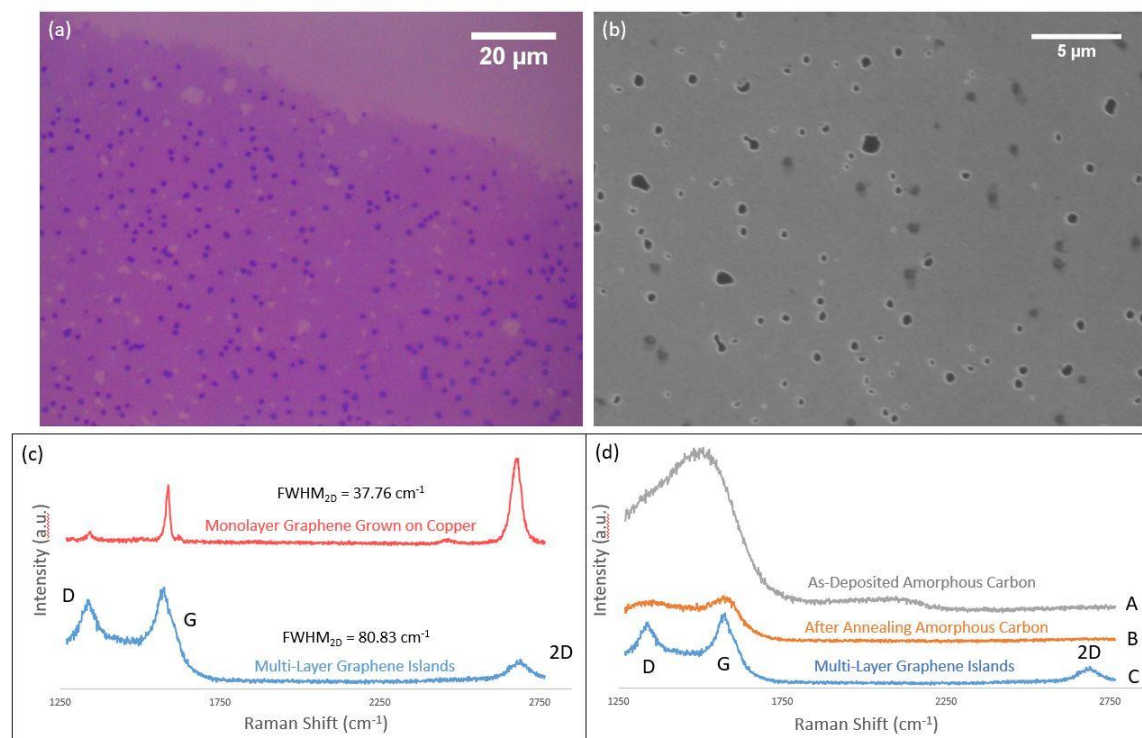 (a)
20 µm
(b)
5 µm
(c)
FWHM2D = 37.76 cm-1
Monolayer Graphene Grown on Copper
D
G
FWHM2D = 80.83 cm-1
2D
Multi-Layer Graphene Islands
Intensity (a.u.)
1250
1750
2250
2750
Raman Shift (cm-1)
(d)
As-Deposited Amorphous Carbon
A
After Annealing Amorphous Carbon
B
D
G
Multi-Layer Graphene Islands
2D
C
Intensity (a.u.)
1250
1750
2250
2750
Raman Shift (cm-1)